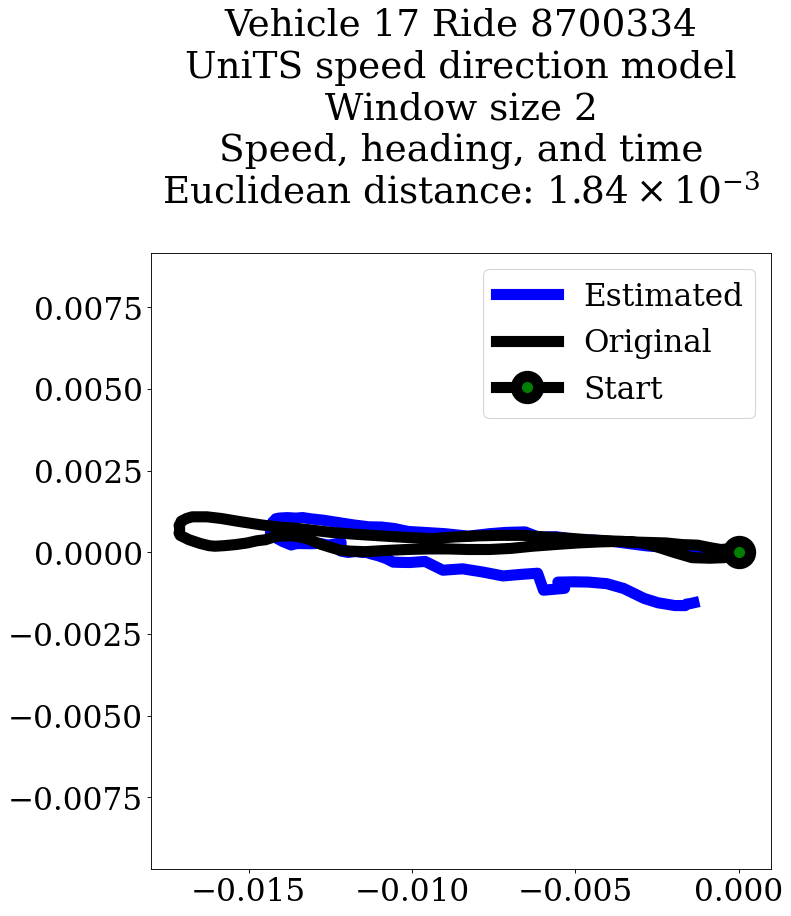 Vehicle 17 Ride 8700334
UniTS speed direction model
Window size 2
Speed, heading, and time
Euclidean distance: 1.84 × 10⁻³
Estimated
Original
Start
0.0075
0.0050
0.0025
0.0000
−0.0025
−0.0050
−0.0075
−0.015
−0.010
−0.005
0.000